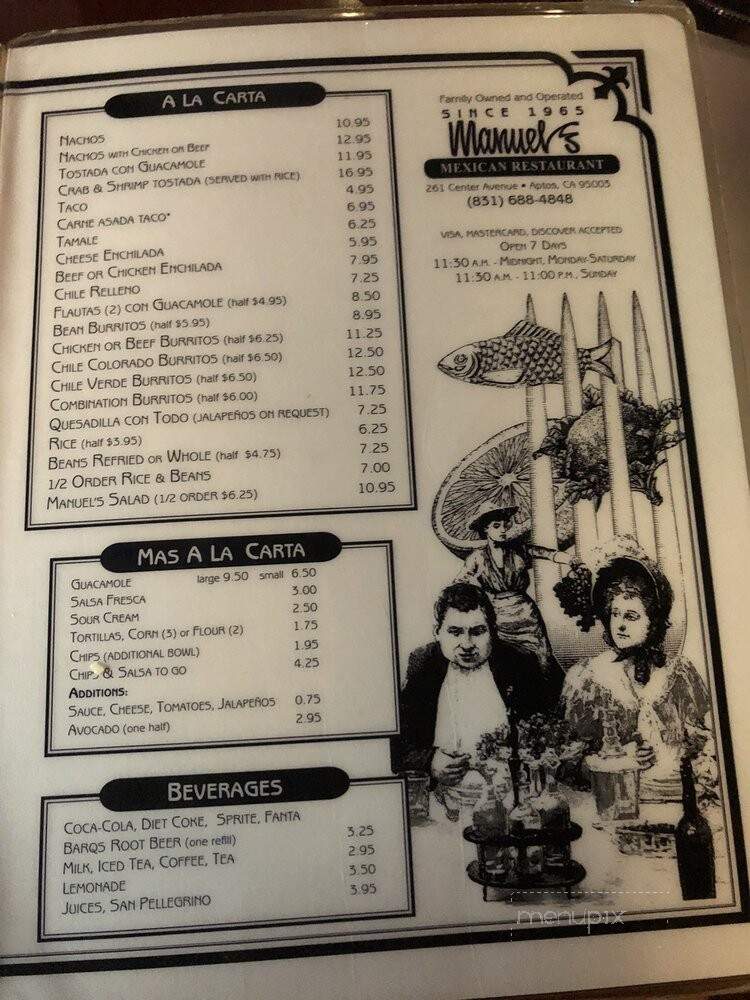 A LA CARTA
NACHOS 10.95
NACHOS WITH CHICKEN OR BEEF 12.95
TOSTADA CON GUACAMOLE 11.95
CRAB & SHRIMP TOSTADA (SERVED WITH RICE) 16.95
TACO 4.95
CARNE ASADA TACO* 6.95
TAMALE 6.25
CHEESE ENCHILADA 5.95
BEEF OR CHICKEN ENCHILADA 7.95
CHILE RELLENO 7.25
FLAUTAS (2) CON GUACAMOLE (half $4.95) 8.50
BEAN BURRITOS (half $5.95) 8.95
CHICKEN OR BEEF BURRITOS (half $6.25) 11.25
CHILE COLORADO BURRITOS (half $6.50) 12.50
CHILE VERDE BURRITOS (half $6.50) 12.50
COMBINATION BURRITOS (half $6.00) 11.75
QUESADILLA CON TODO (JALAPEÑOS ON REQUEST) 7.25
RICE (half $3.95) 6.25
BEANS REFRIED OR WHOLE (half $4.75) 7.25
1/2 ORDER RICE & BEANS 7.00
MANUEL'S SALAD (1/2 ORDER $6.25) 10.95
MAS A LA CARTA
GUACAMOLE large 9.50 small 6.50
SALSA FRESCA 3.00
SOUR CREAM 2.50
TORTILLAS, CORN (3) or FLOUR (2) 1.75
CHIPS (ADDITIONAL BOWL) 1.95
CHIPS & SALSA TO GO 4.25
ADDITIONS:
SAUCE, CHEESE, TOMATOES, JALAPEÑOS 0.75
AVOCADO (one half) 2.95
BEVERAGES
COCA-COLA, DIET COKE, SPRITE, FANTA
BARQS ROOT BEER (one refill) 3.25
MILK, ICED TEA, COFFEE, TEA 2.95
LEMONADE 3.50
JUICES, SAN PELLEGRINO 3.95
Family Owned and Operated
SINCE 1965
Manuel's
MEXICAN RESTAURANT
261 Center Avenue • Aptos, CA 95003
(831) 688-4848
VISA, MASTERCARD, DISCOVER ACCEPTED
OPEN 7 DAYS
11:30 A.M. - MIDNIGHT, MONDAY-SATURDAY
11:30 A.M. - 11:00 P.M., SUNDAY
menupix